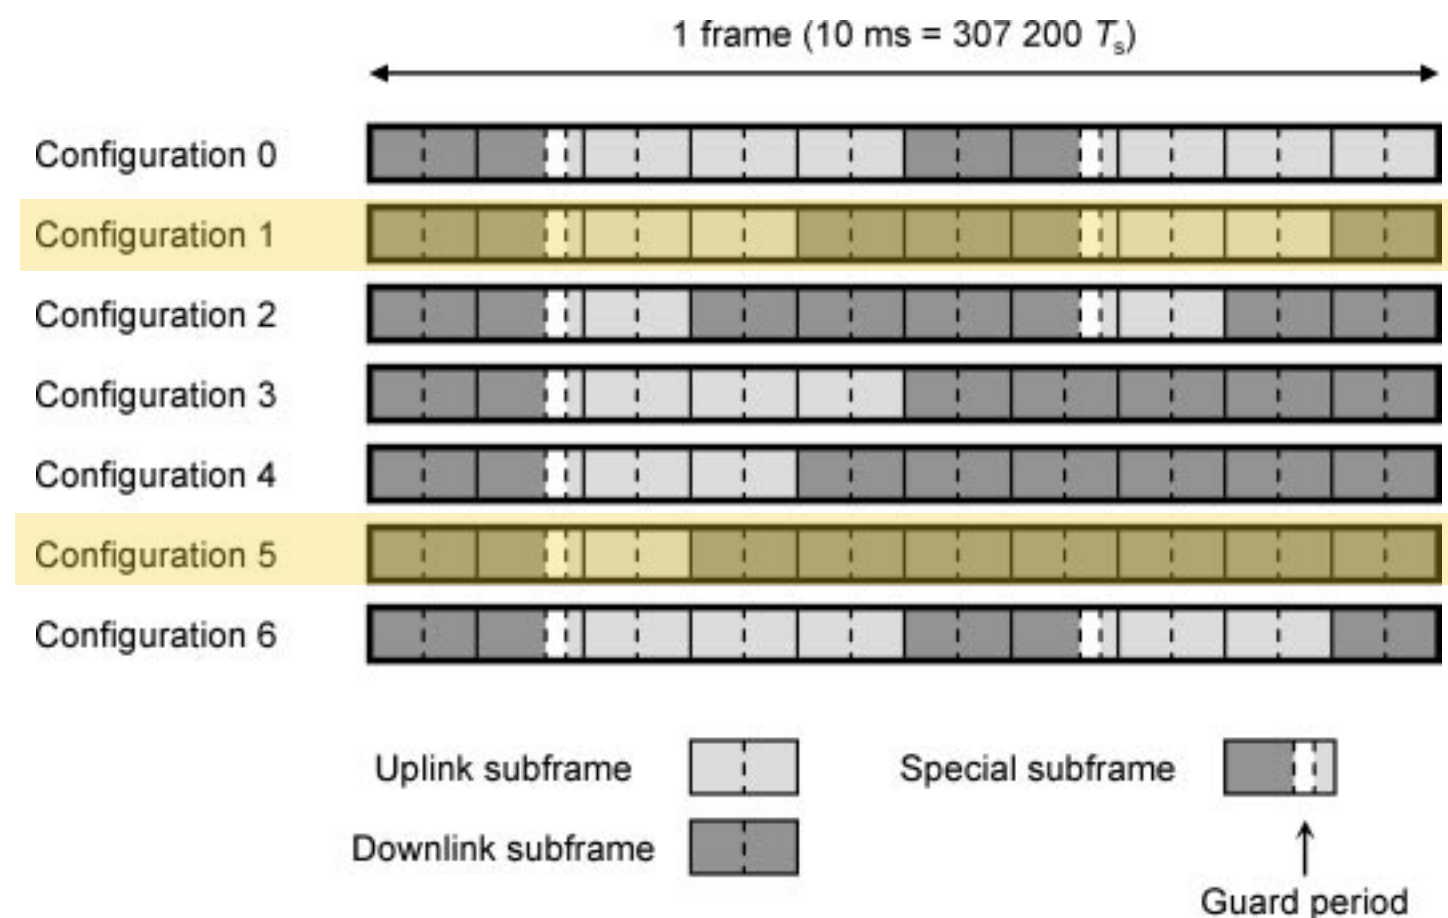 1 frame (10 ms = 307 200 Ts)
Configuration 0
Configuration 1
Configuration 2
Configuration 3
Configuration 4
Configuration 5
Configuration 6
Uplink subframe
Special subframe
Downlink subframe
Guard period